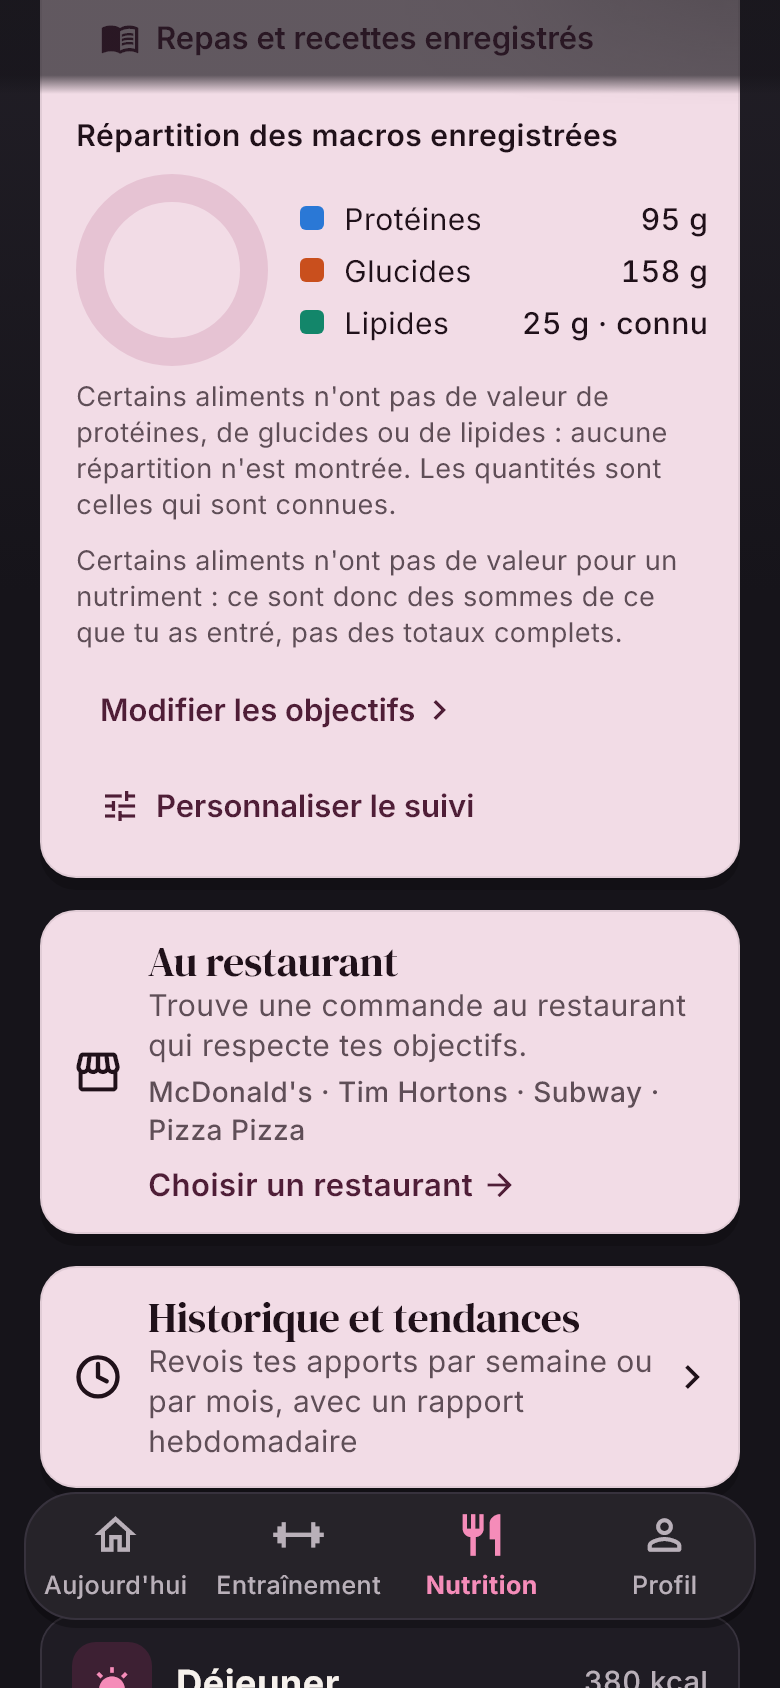 Repas et recettes enregistrés
Répartition des macros enregistrées
Protéines 95 g
Glucides 158 g
Lipides 25 g · connu
Certains aliments n'ont pas de valeur de
protéines, de glucides ou de lipides : aucune
répartition n'est montrée. Les quantités sont
celles qui sont connues.
Certains aliments n'ont pas de valeur pour un
nutriment : ce sont donc des sommes de ce
que tu as entré, pas des totaux complets.
Modifier les objectifs
Personnaliser le suivi
Au restaurant
Trouve une commande au restaurant
qui respecte tes objectifs.
McDonald's · Tim Hortons · Subway ·
Pizza Pizza
Choisir un restaurant →
Historique et tendances
Revois tes apports par semaine ou
par mois, avec un rapport
hebdomadaire
Aujourd'hui Entraînement Nutrition Profil
Déjeuner 380 kcal